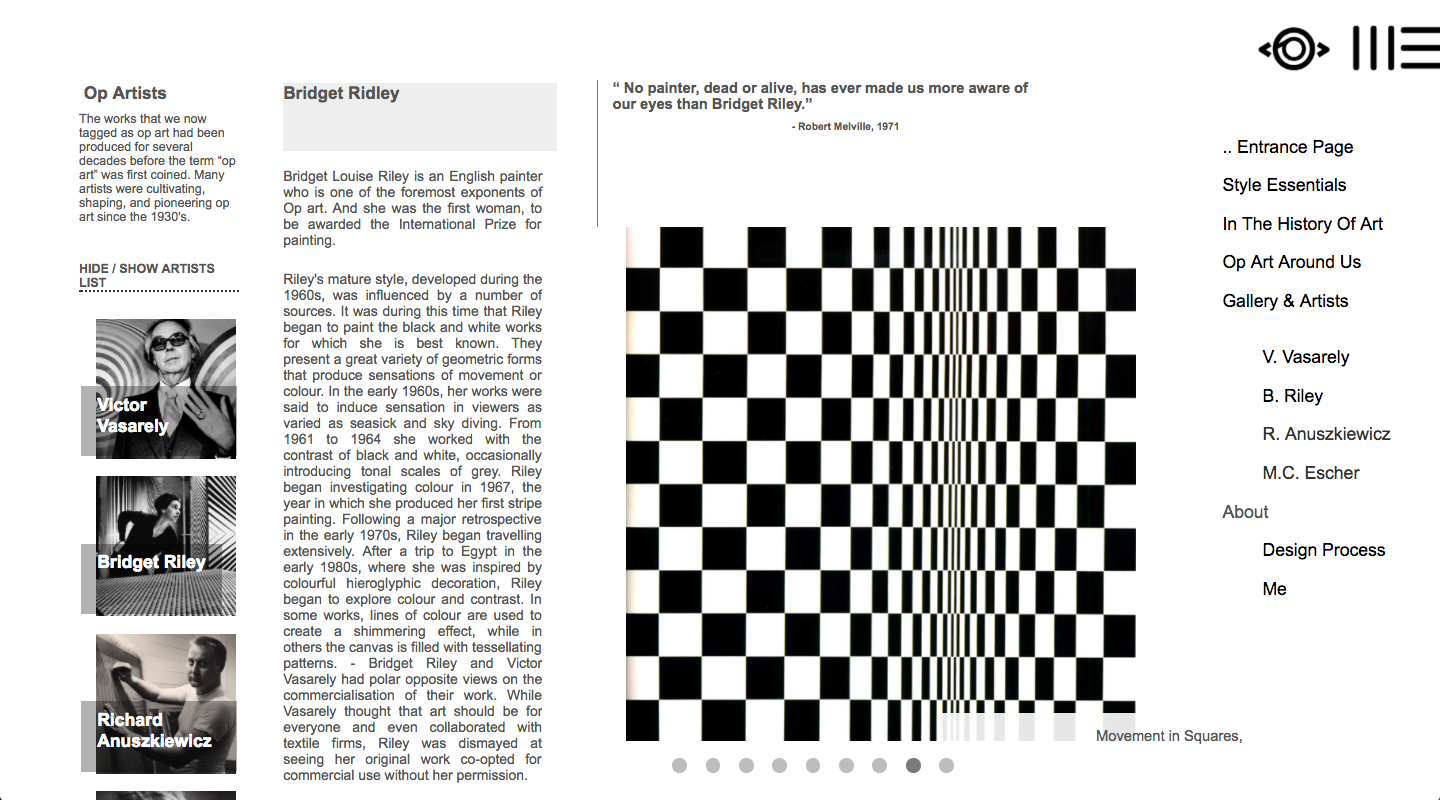 Op Artists
The works that we now
tagged as op art had been
produced for several
decades before the term “op
art” was first coined. Many
artists were cultivating,
shaping, and pioneering op
art since the 1930's.
HIDE / SHOW ARTISTS
LIST
Victor
Vasarely
Bridget Riley
Richard
Anuszkiewicz
Bridget Ridley
Bridget Louise Riley is an English painter
who is one of the foremost exponents of
Op art. And she was the first woman, to
be awarded the International Prize for
painting.
Riley's mature style, developed during the
1960s, was influenced by a number of
sources. It was during this time that Riley
began to paint the black and white works
for which she is best known. They
present a great variety of geometric forms
that produce sensations of movement or
colour. In the early 1960s, her works were
said to induce sensation in viewers as
varied as seasick and sky diving. From
1961 to 1964 she worked with the
contrast of black and white, occasionally
introducing tonal scales of grey. Riley
began investigating colour in 1967, the
year in which she produced her first stripe
painting. Following a major retrospective
in the early 1970s, Riley began travelling
extensively. After a trip to Egypt in the
early 1980s, where she was inspired by
colourful hieroglyphic decoration, Riley
began to explore colour and contrast. In
some works, lines of colour are used to
create a shimmering effect, while in
others the canvas is filled with tessellating
patterns. - Bridget Riley and Victor
Vasarely had polar opposite views on the
commercialisation of their work. While
Vasarely thought that art should be for
everyone and even collaborated with
textile firms, Riley was dismayed at
seeing her original work co-opted for
commercial use without her permission.
“ No painter, dead or alive, has ever made us more aware of
our eyes than Bridget Riley.”
- Robert Melville, 1971
Movement in Squares,
.. Entrance Page
Style Essentials
In The History Of Art
Op Art Around Us
Gallery & Artists
V. Vasarely
B. Riley
R. Anuszkiewicz
M.C. Escher
About
Design Process
Me